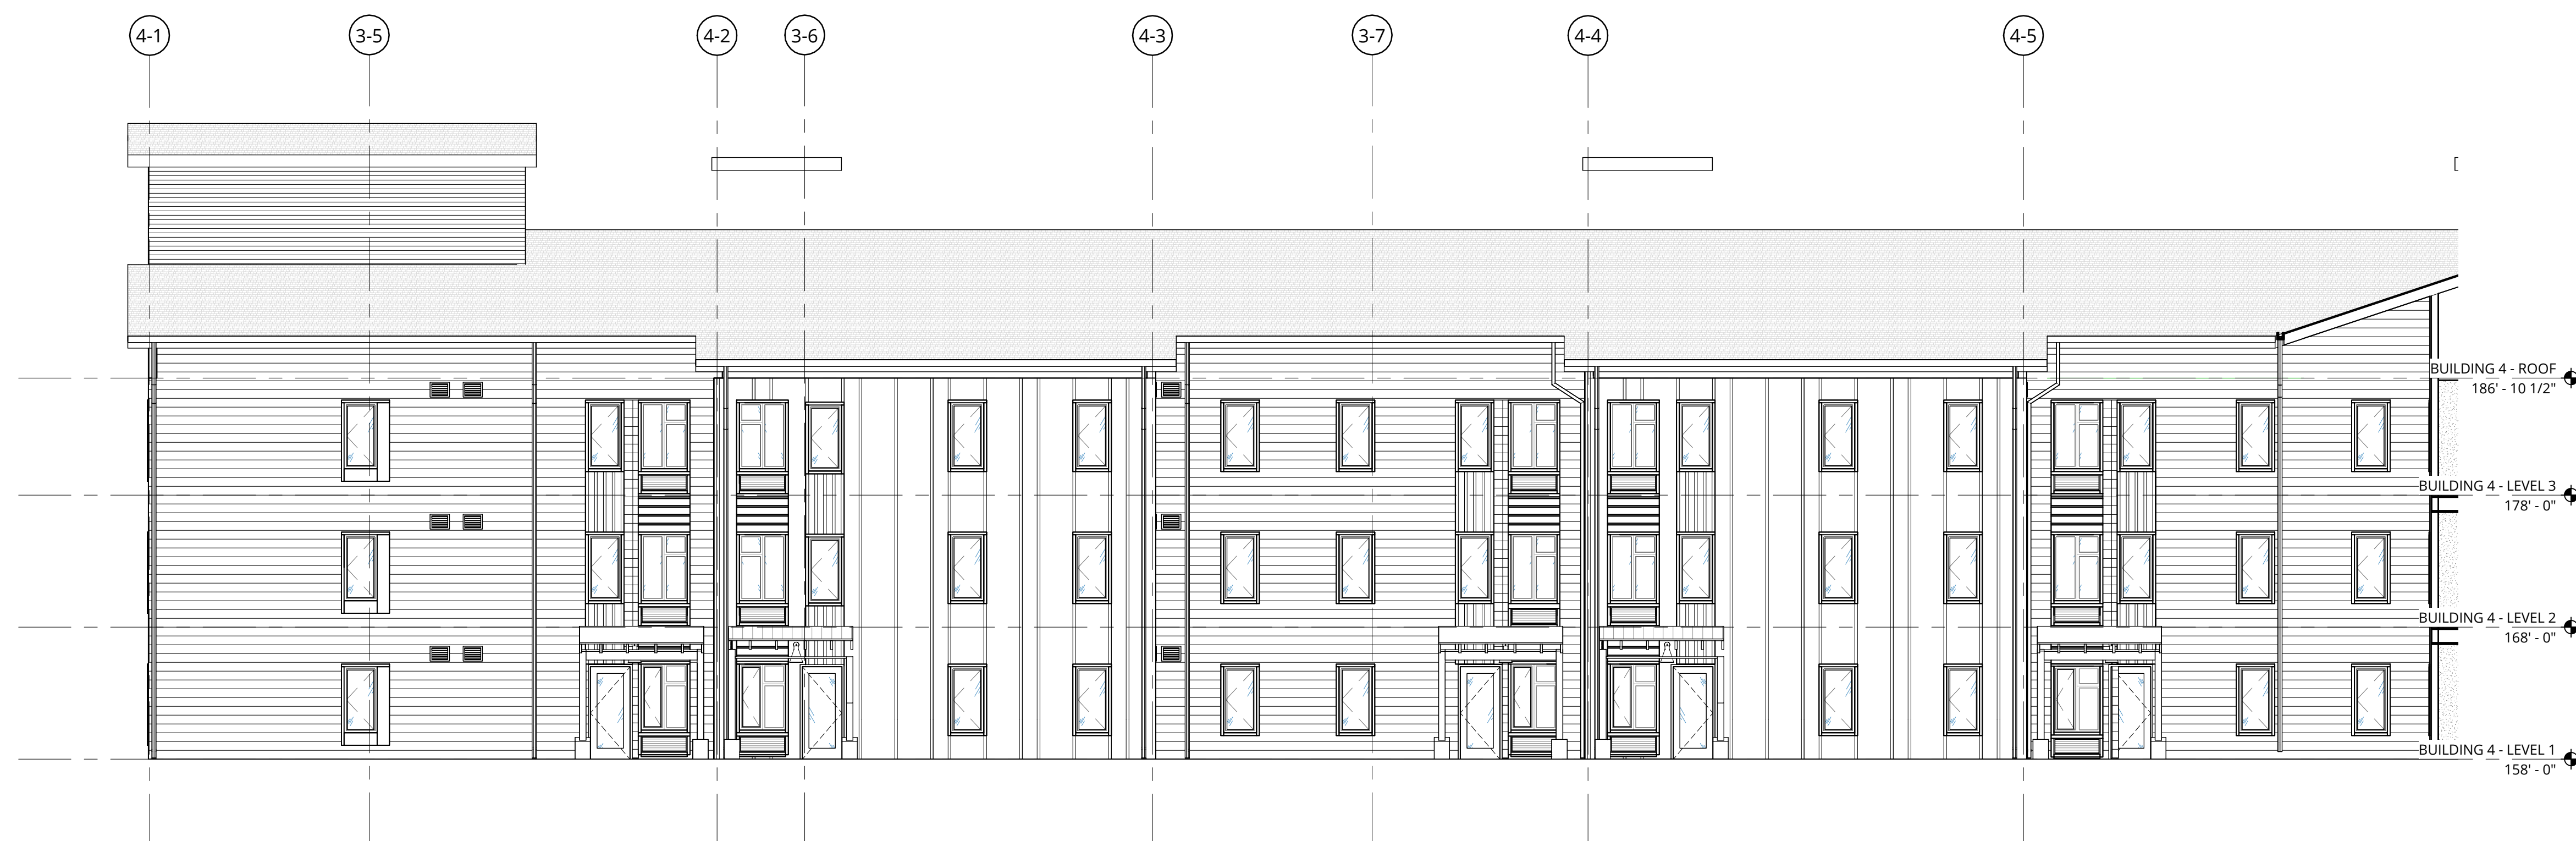 4-1
3-5
4-2
3-6
4-3
3-7
4-4
4-5
BUILDING 4 - ROOF
186' - 10 1/2"
BUILDING 4 - LEVEL 3
178' - 0"
BUILDING 4 - LEVEL 2
168' - 0"
BUILDING 4 - LEVEL 1
158' - 0"